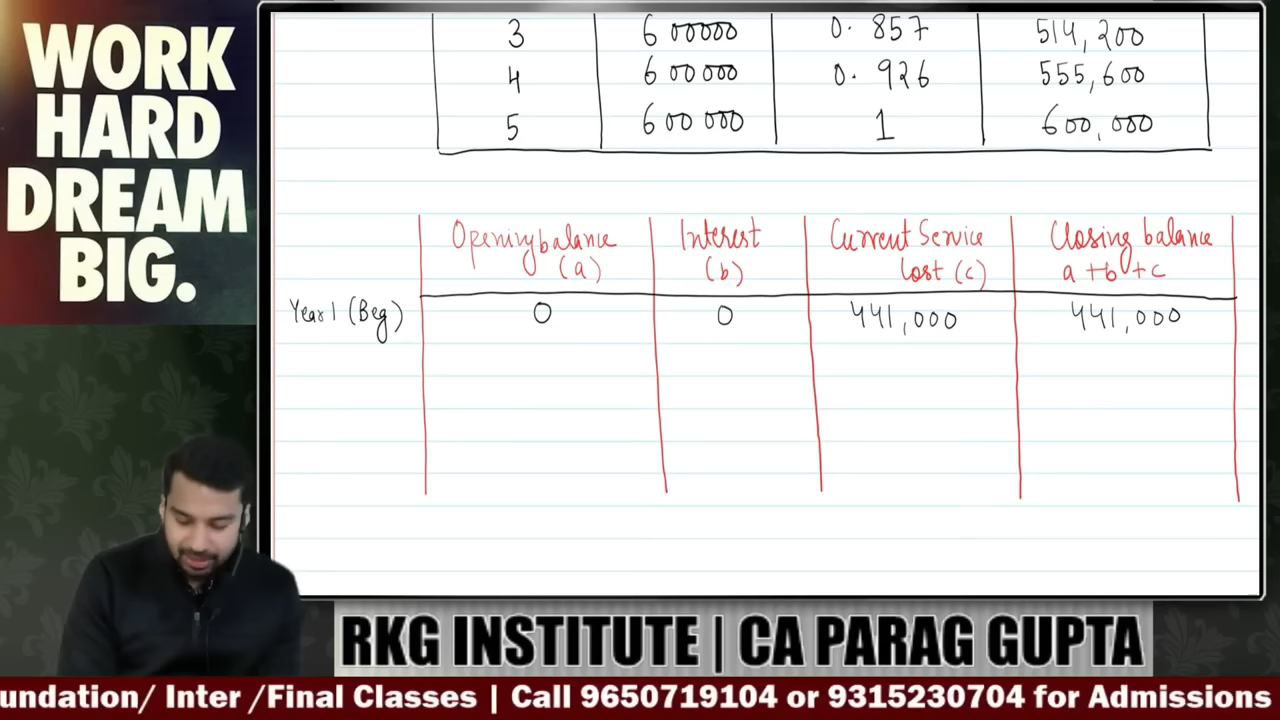 WORK
HARD
DREAM
BIG.
3 600000 0.857 514,200
4 600000 0.926 555,600
5 600000 1 600,000
Opening balance (a) Interest (b) Current Service Cost (c) Closing balance a+b+c
Year 1 (Beg) 0 0 441,000 441,000
RKG INSTITUTE | CA PARAG GUPTA
undation/ Inter /Final Classes | Call 9650719104 or 9315230704 for Admissions